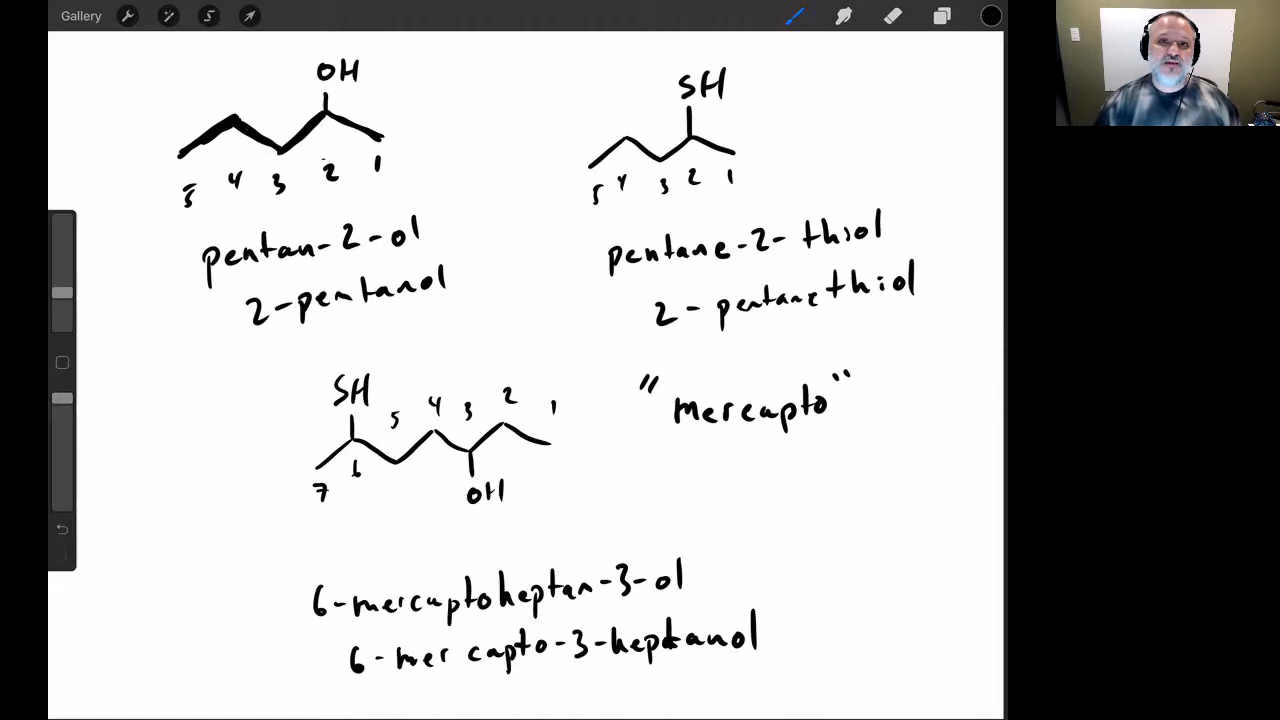 Gallery
OH
5 4 3 2 1
pentan-2-ol
2-pentanol
SH
5 4 3 2 1
pentane-2-thiol
2-pentanethiol
SH
7 6 5 4 3 2 1
OH
"mercapto"
6-mercaptoheptan-3-ol
6-mercapto-3-heptanol